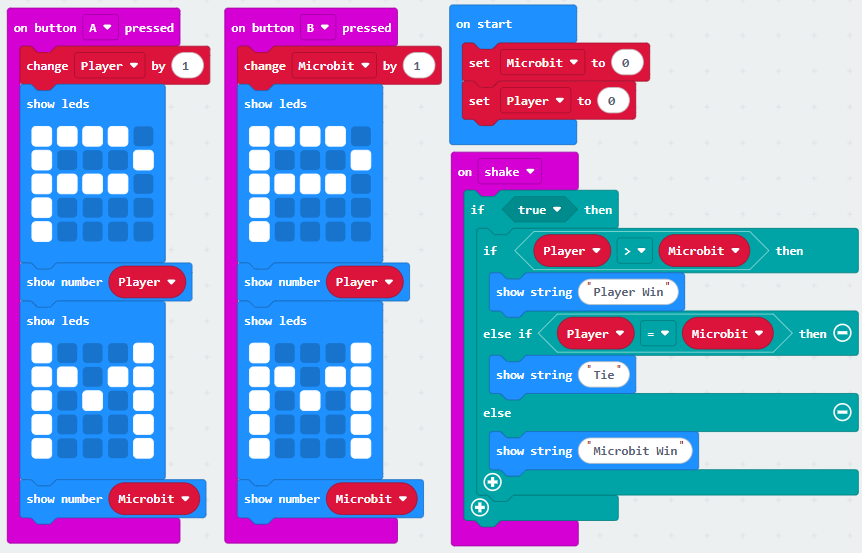 on button A pressed
change Player by 1
show leds
show number Player
show leds
show number Microbit
on button B pressed
change Microbit by 1
show leds
show number Player
show leds
show number Microbit
on start
set Microbit to 0
set Player to 0
on shake
if true then
if Player > Microbit then
show string "Player Win"
else if Player = Microbit then
show string "Tie"
else
show string "Microbit Win"